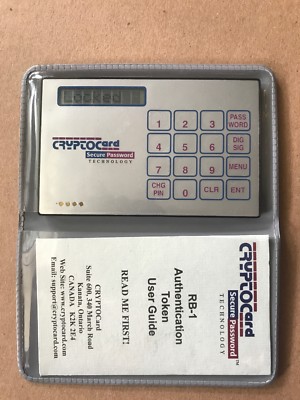 Locked
CRYPTOCard
Secure Password
TECHNOLOGY
1 2 3 PASS WORD
4 5 6 DIG SIG
7 8 9 MENU
CHG PIN 0 CLR ENT
CRYPTOCard
Secure Password
TECHNOLOGY
RB-1
Authentication
Token
User Guide
READ ME FIRST!
CRYPTOCard
Suite 600, 340 March Road
Kanata, Ontario
CANADA K2K 2E4
Web Site: www.cryptocard.com
Email: support@cryptocard.com